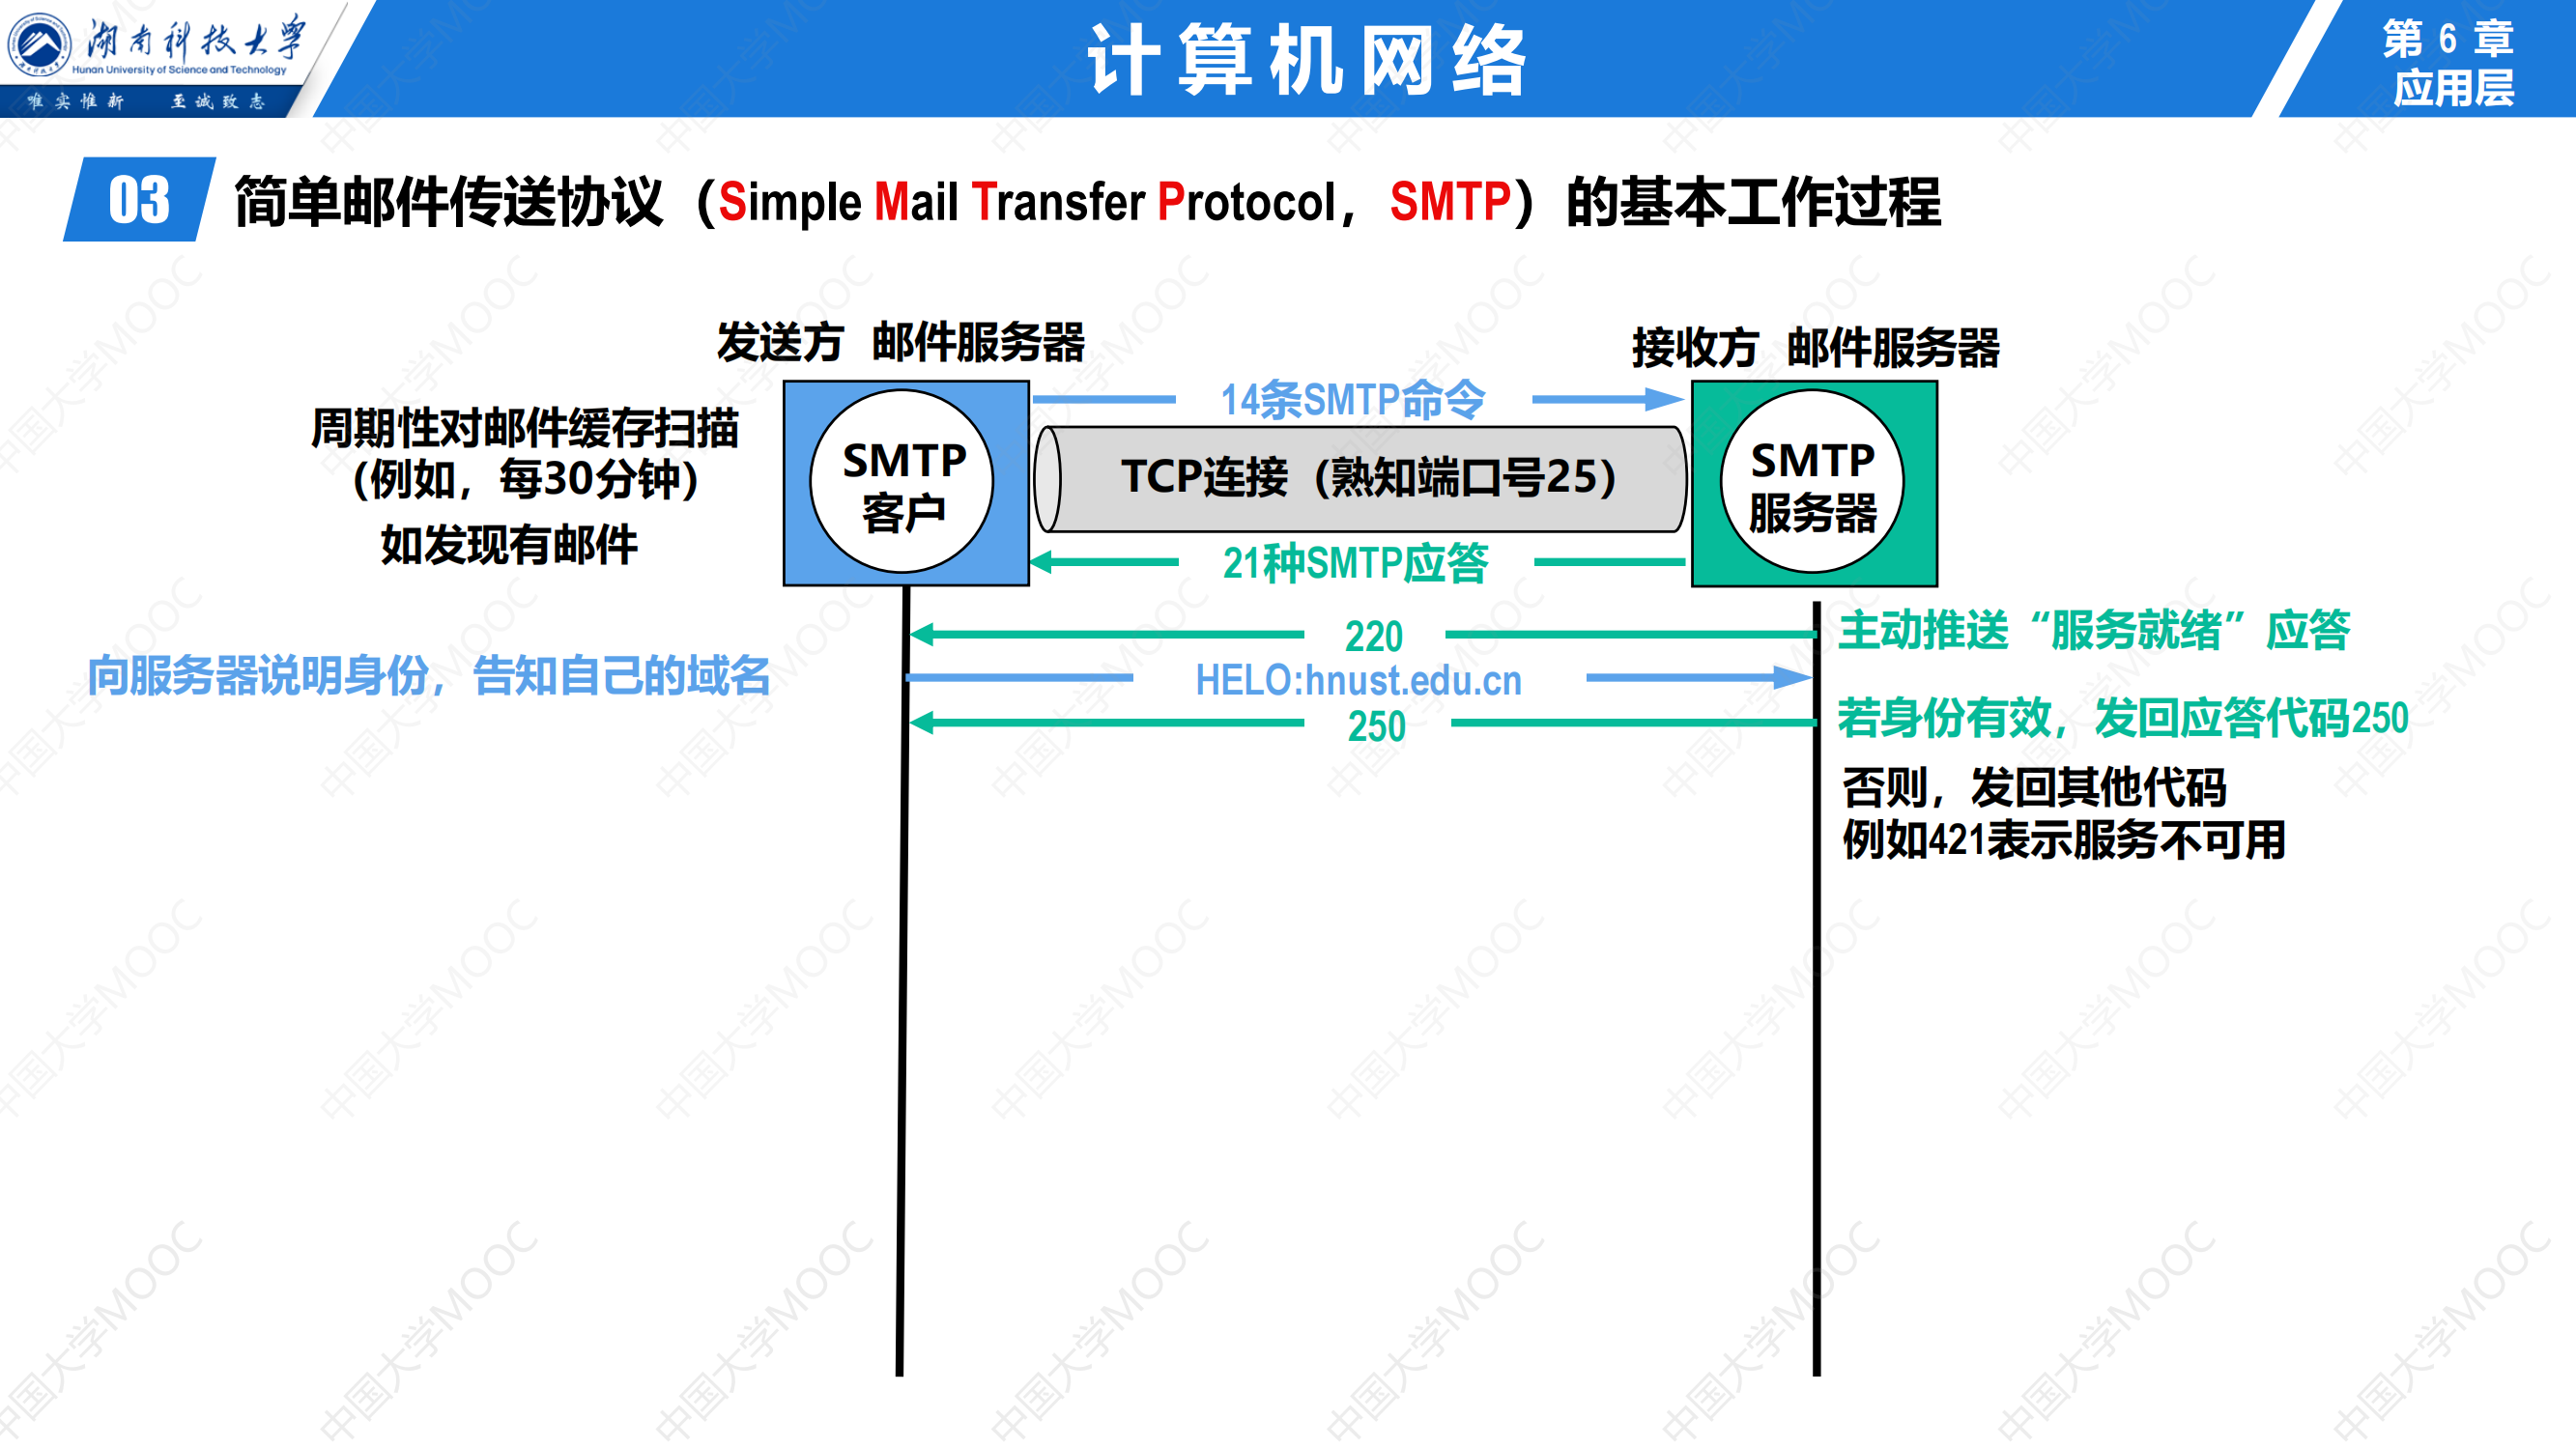 湖南科技大学
Hunan University of Science and Technology
唯实惟新 至诚致志
计算机网络
第 6 章
应用层
03 简单邮件传送协议（Simple Mail Transfer Protocol，SMTP）的基本工作过程
发送方 邮件服务器
接收方 邮件服务器
14条SMTP命令
周期性对邮件缓存扫描
（例如，每30分钟）
如发现有邮件
SMTP
客户
TCP连接（熟知端口号25）
SMTP
服务器
21种SMTP应答
220
主动推送“服务就绪”应答
向服务器说明身份，告知自己的域名
HELO:hnust.edu.cn
250
若身份有效，发回应答代码250
否则，发回其他代码
例如421表示服务不可用
中国大学MOOC